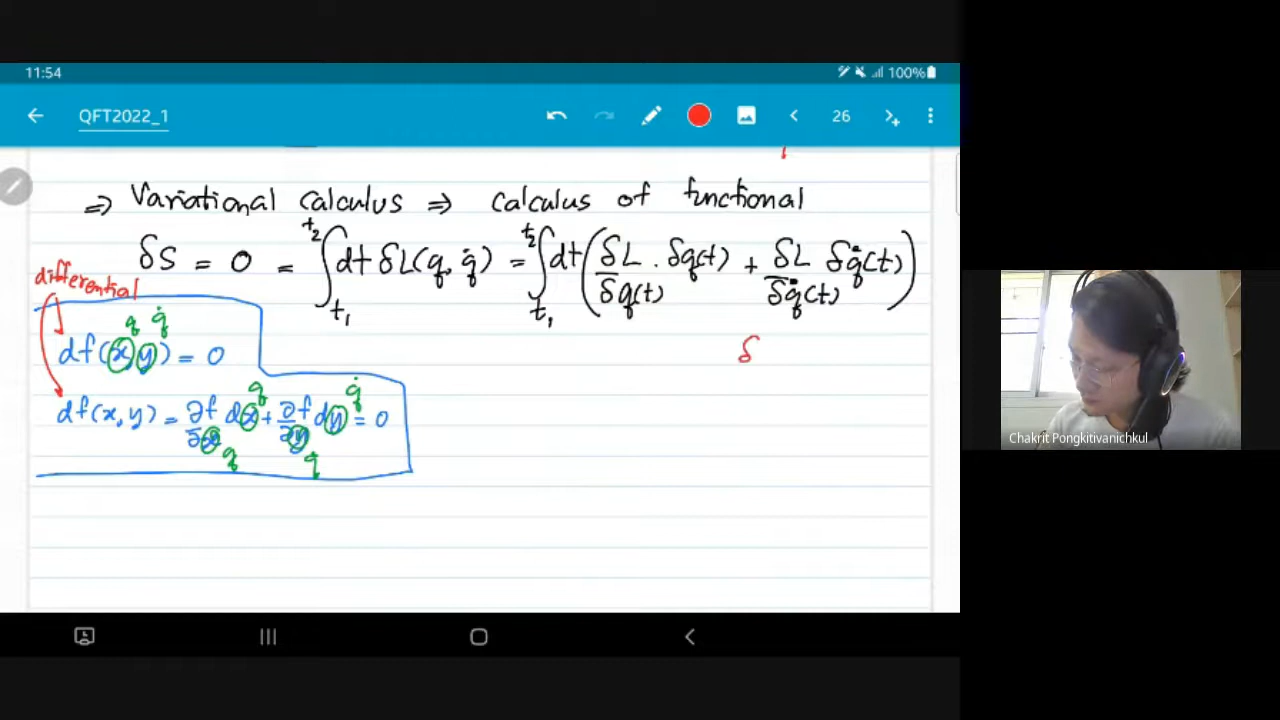 11:54
100%
QFT2022_1
26
⇒ Variational calculus ⇒ calculus of functional
δS = 0 = ∫_{t₁}^{t₂} dt δL(q, q̇) = ∫_{t₁}^{t₂} dt ( δL/δq(t) . δq(t) + δL/δq̇(t) δq̇(t) )
differential
q q̇
df(x, y) = 0
δ
q q̇
df(x, y) = ∂f/∂x dx + ∂f/∂y dy = 0
q q̇
Chakrit Pongkitivanichkul